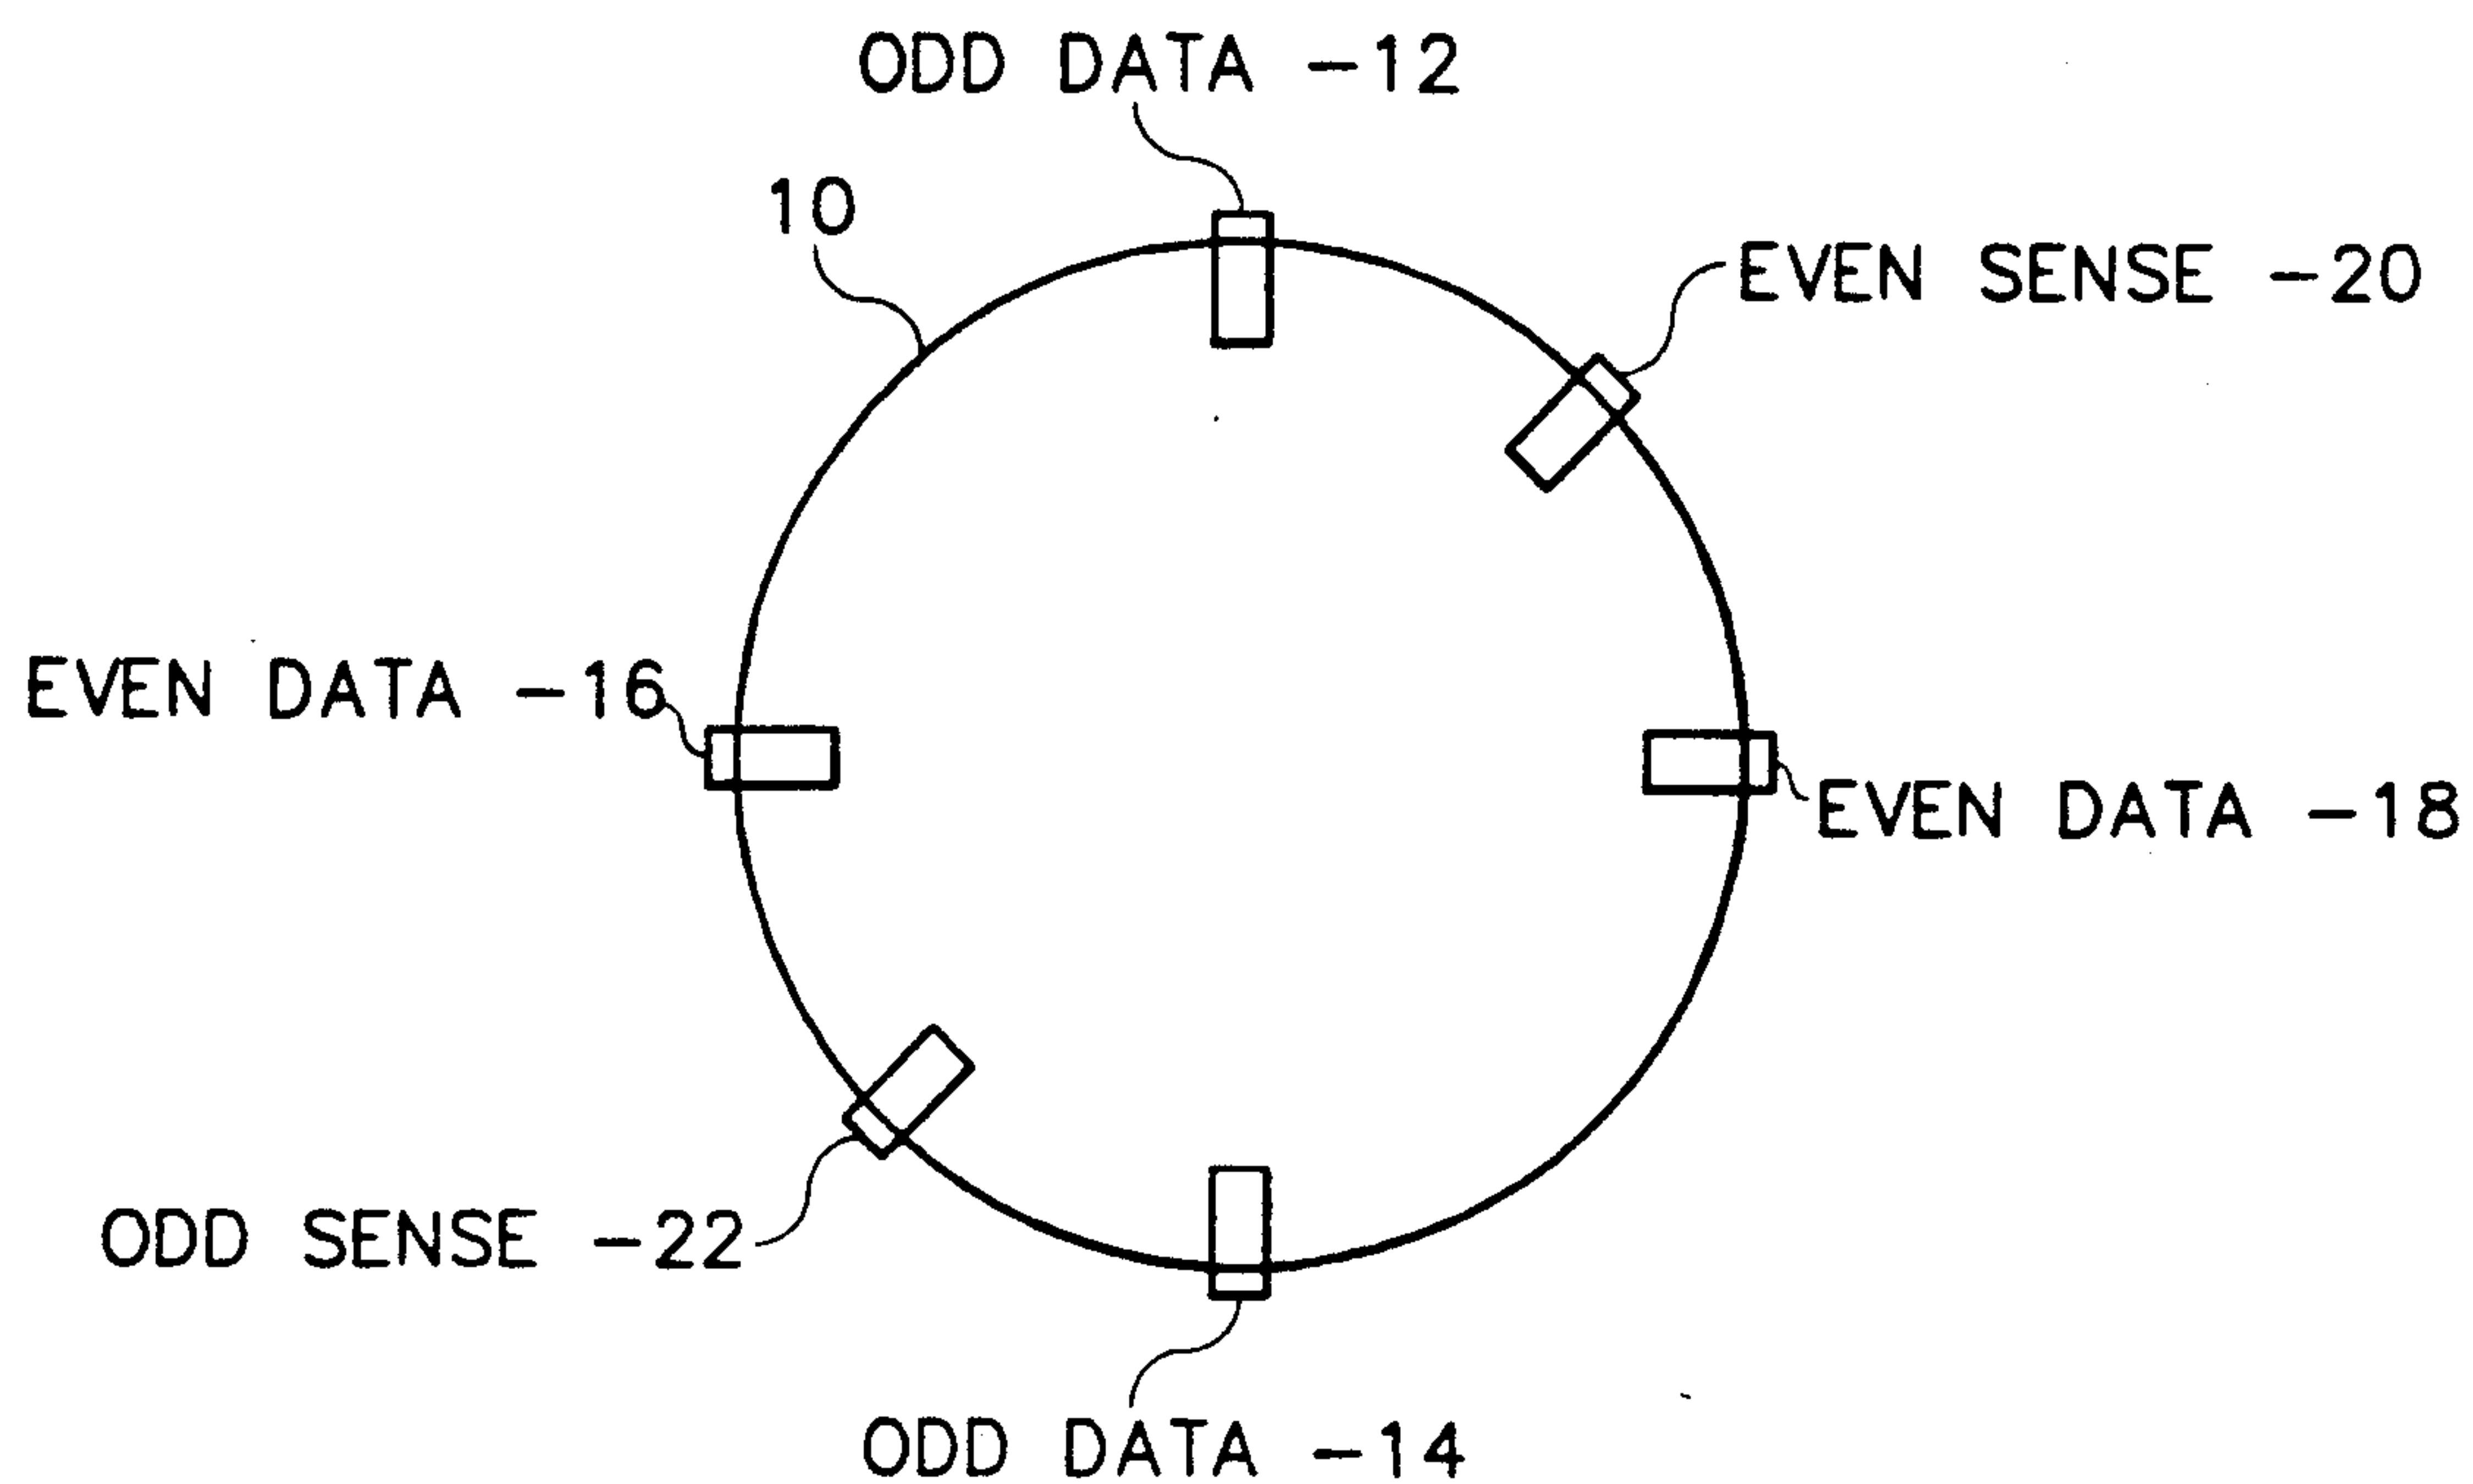 ODD DATA -12
10
EVEN SENSE -20
EVEN DATA -16
EVEN DATA -18
ODD SENSE -22
ODD DATA -14